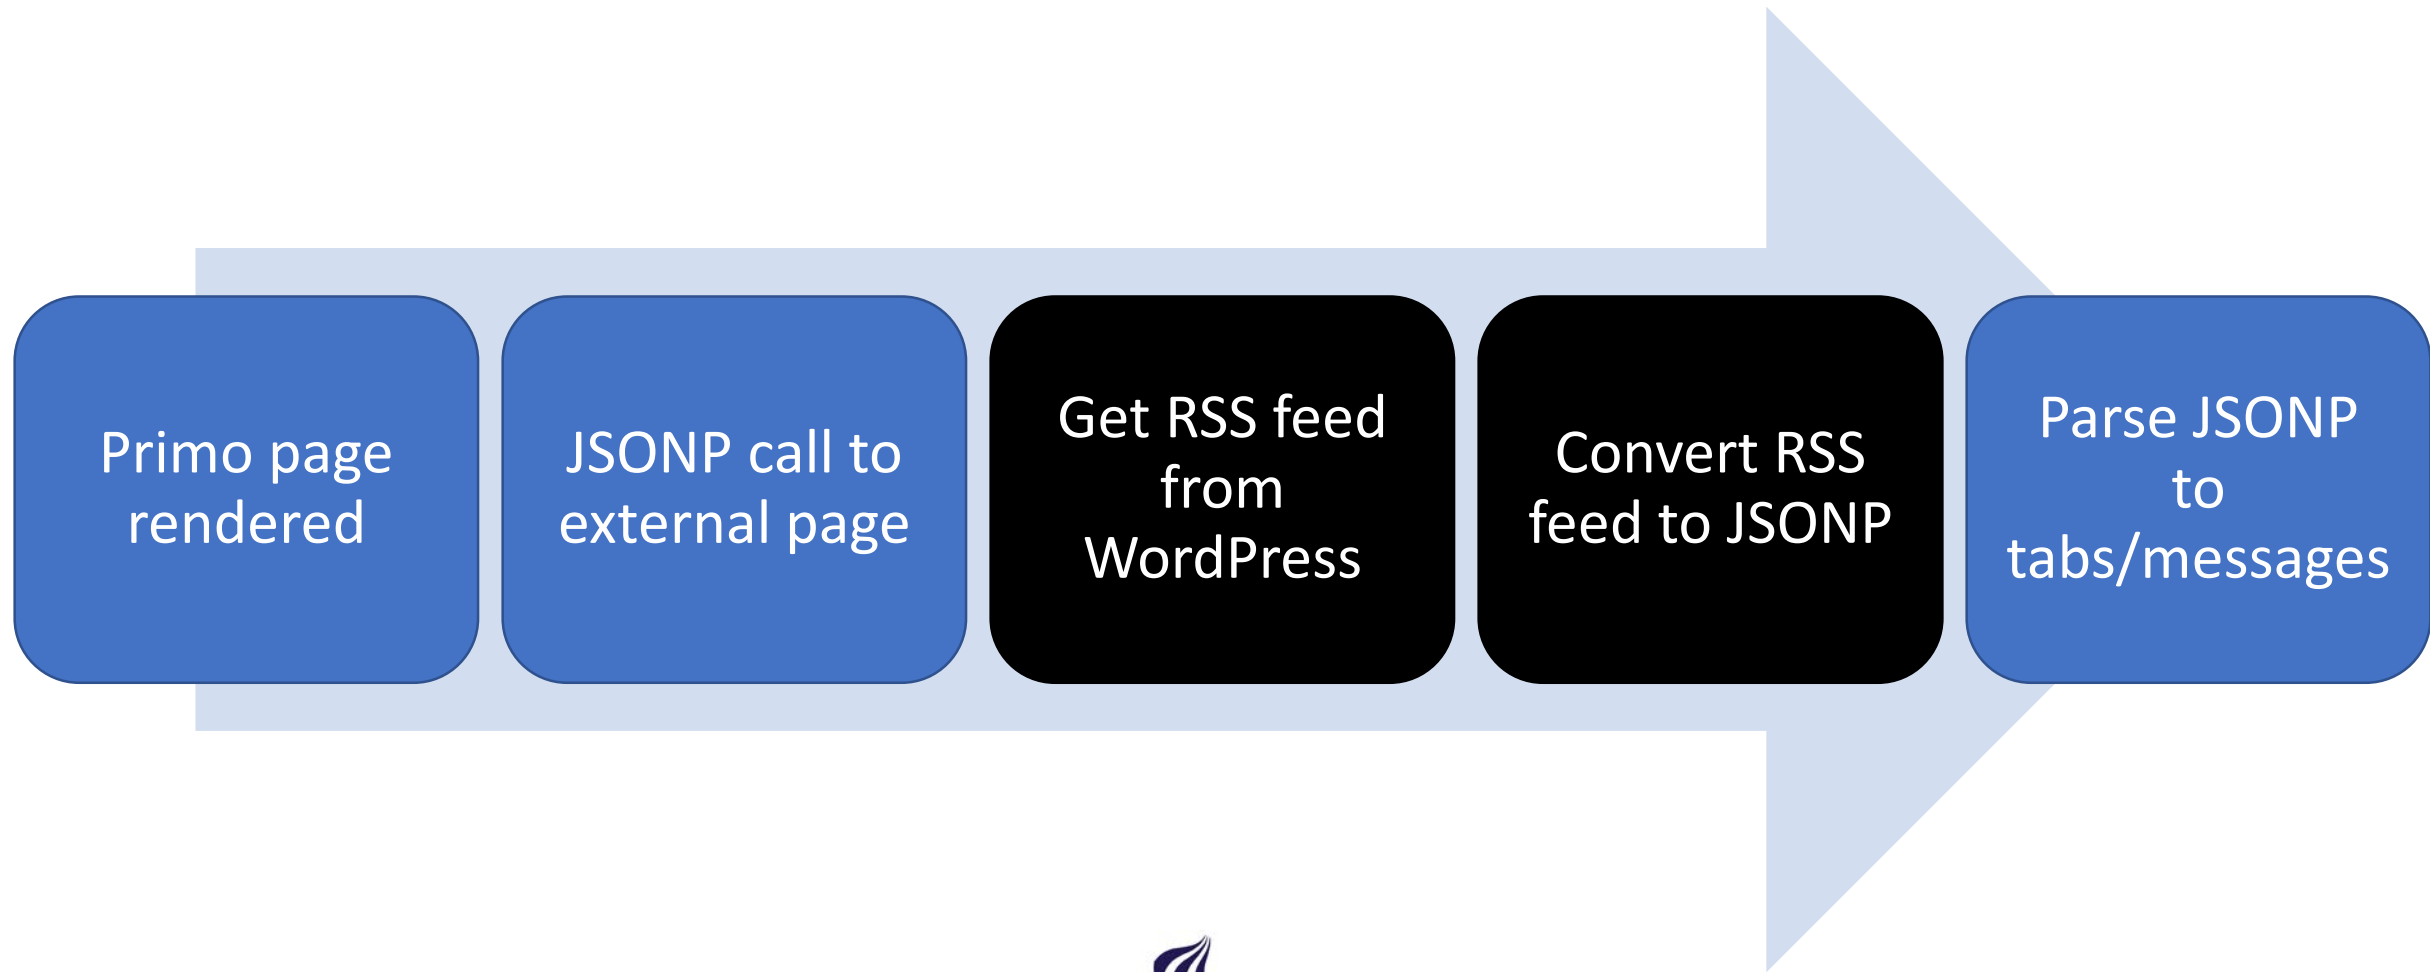 Primo page
rendered
JSONP call to
external page
Get RSS feed
from
WordPress
Convert RSS
feed to JSONP
Parse JSONP
to
tabs/messages